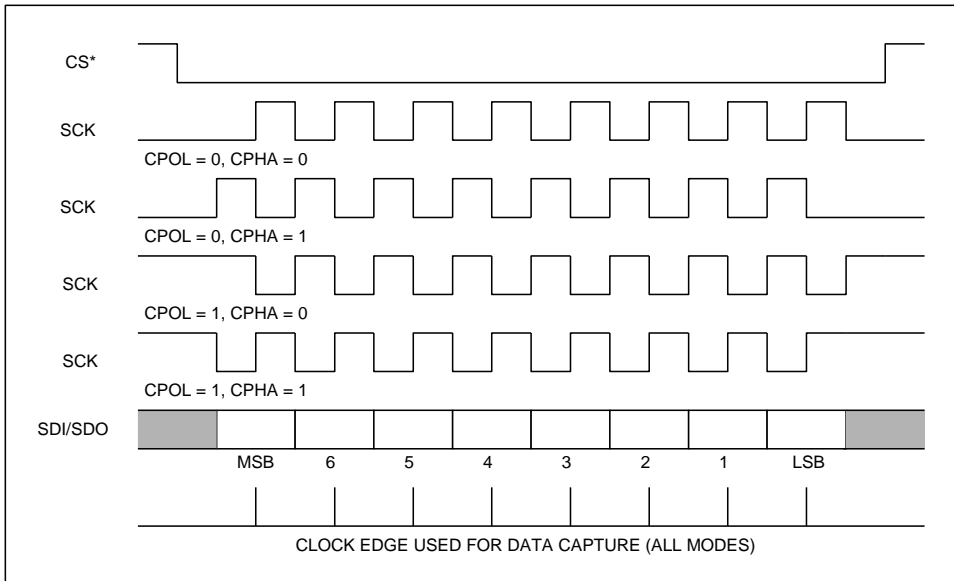 CS*
SCK
CPOL = 0, CPHA = 0
SCK
CPOL = 0, CPHA = 1
SCK
CPOL = 1, CPHA = 0
SCK
CPOL = 1, CPHA = 1
SDI/SDO
MSB 6 5 4 3 2 1 LSB
CLOCK EDGE USED FOR DATA CAPTURE (ALL MODES)